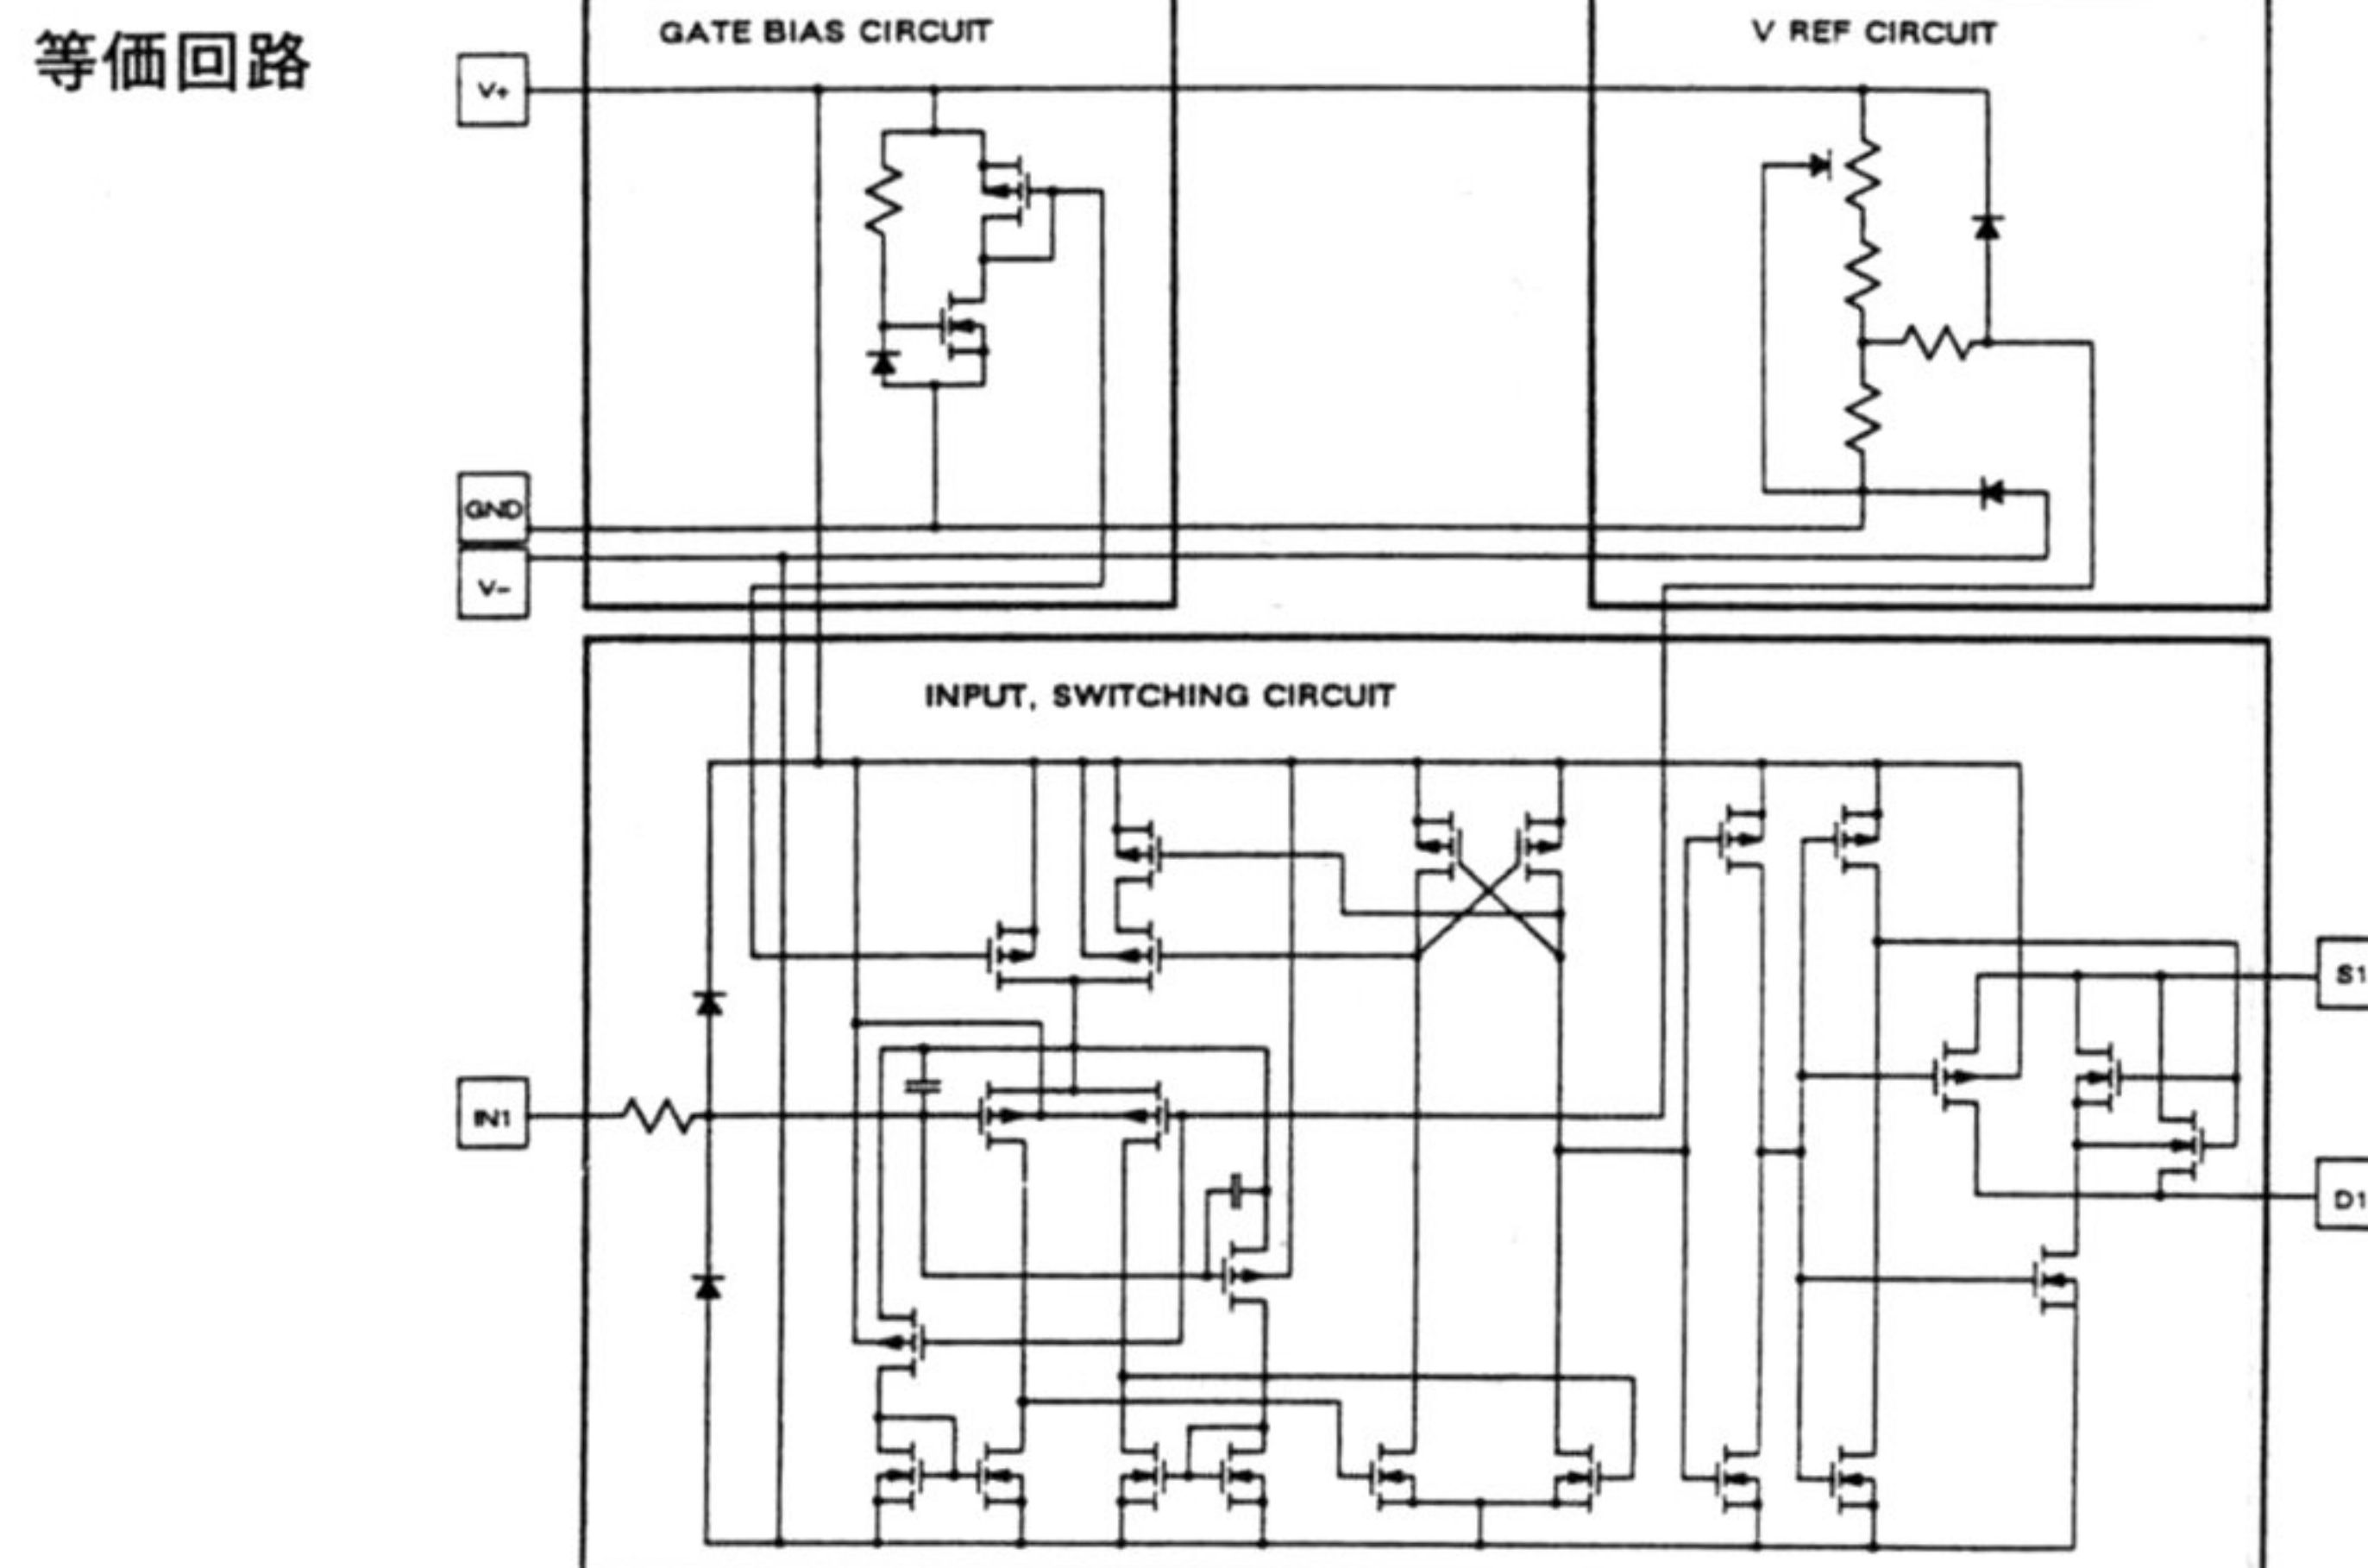 等価回路
GATE BIAS CIRCUIT
V REF CIRCUIT
V+
GND
V-
INPUT, SWITCHING CIRCUIT
S1
IN1
D1